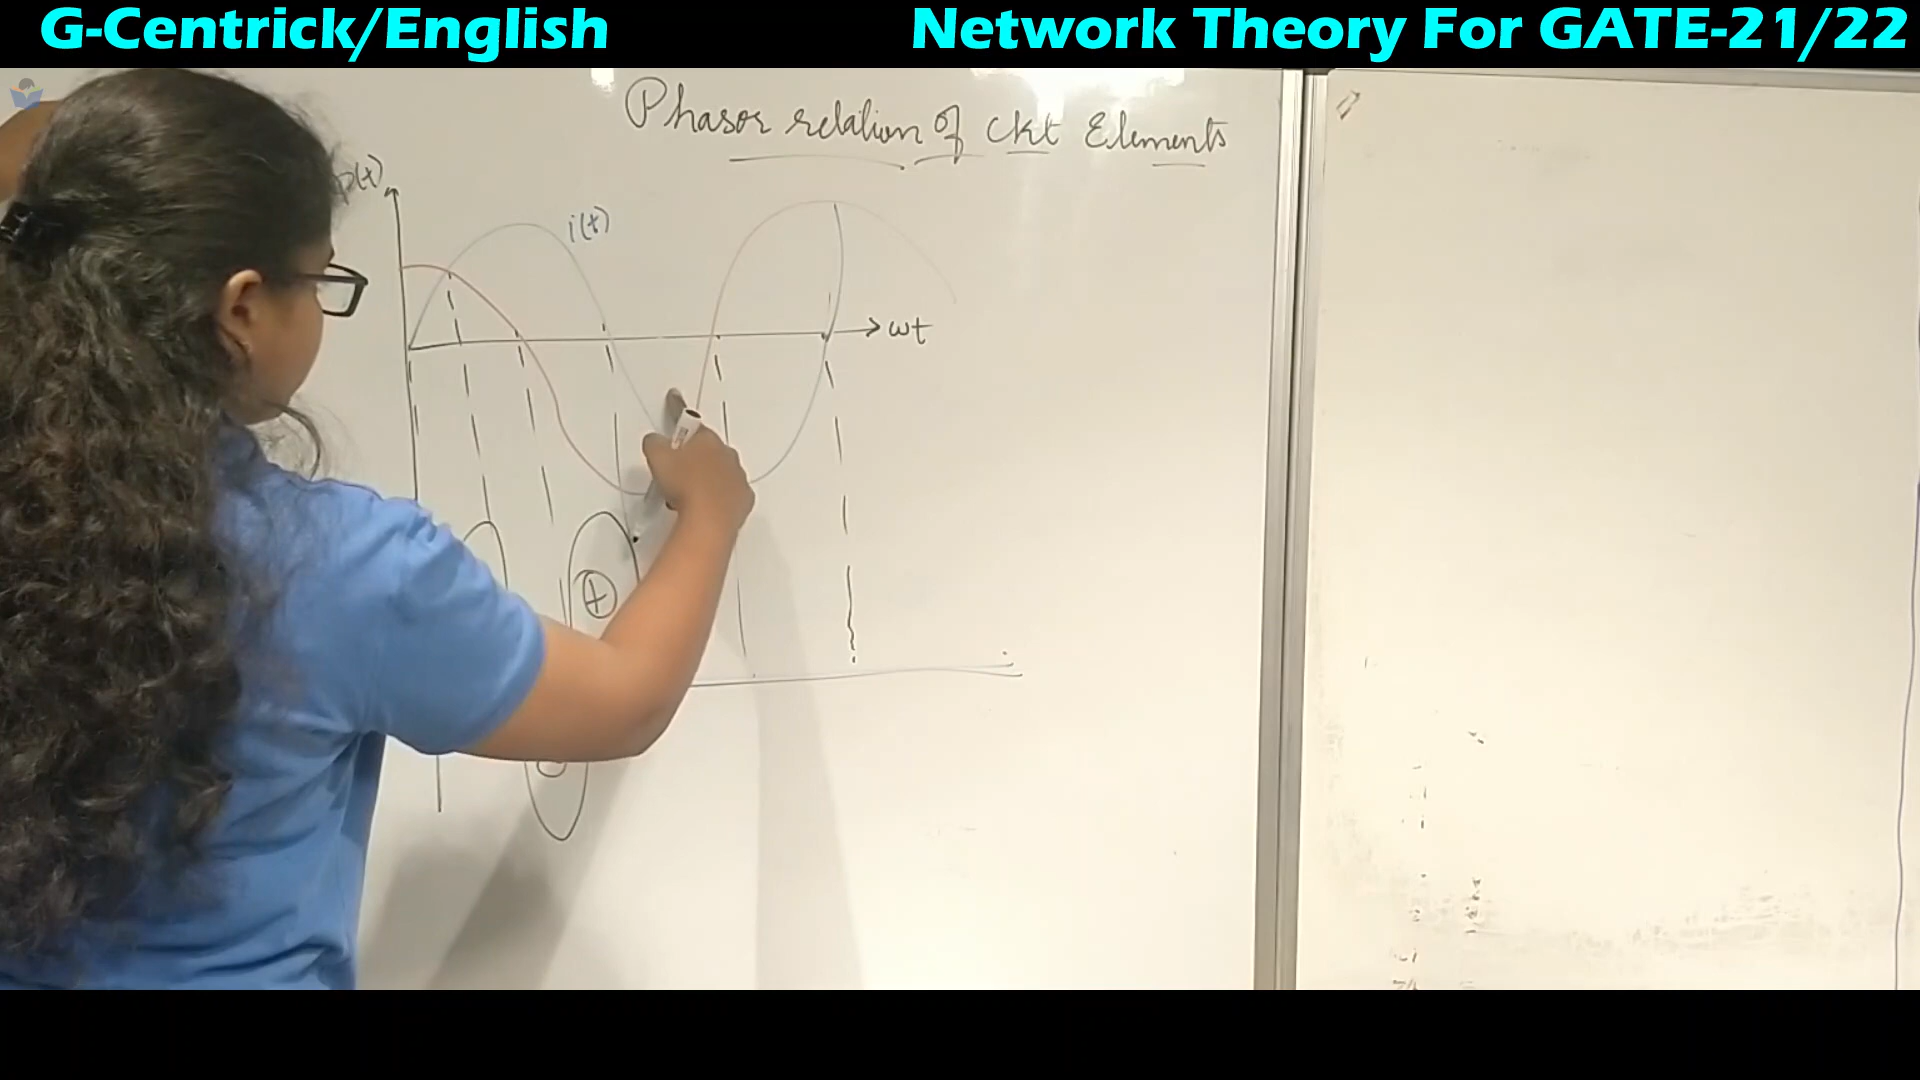 G-Centrick/English
Network Theory For GATE-21/22
Phasor relation of ckt Elements
p(t)
i(t)
ωt
+